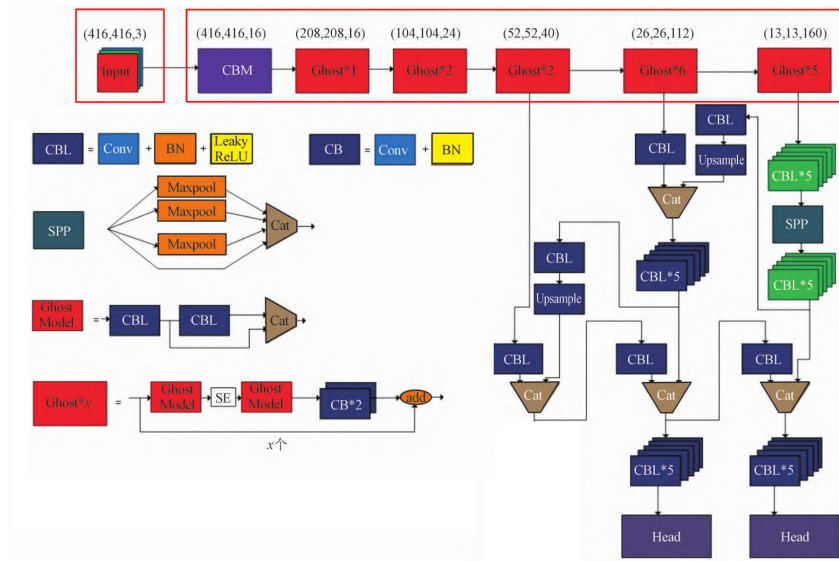 (416,416,3)
(416,416,16)
(208,208,16)
(104,104,24)
(52,52,40)
(26,26,112)
(13,13,160)
Input
CBM
Ghost*1
Ghost*2
Ghost*2
Ghost*6
Ghost*5
CBL
=
Conv
+
BN
+
Leaky
ReLU
CB
=
Conv
+
BN
CBL
CBL
Upsample
CBL*5
Cat
SPP
Maxpool
Maxpool
Maxpool
Cat
SPP
CBL
Upsample
CBL*5
CBL*5
Ghost
Model
=
CBL
CBL
Cat
CBL
CBL
CBL
Cat
Cat
Cat
Ghost*x
=
Ghost
Model
SE
Ghost
Model
CB*2
add
x个
CBL*5
CBL*5
Head
Head